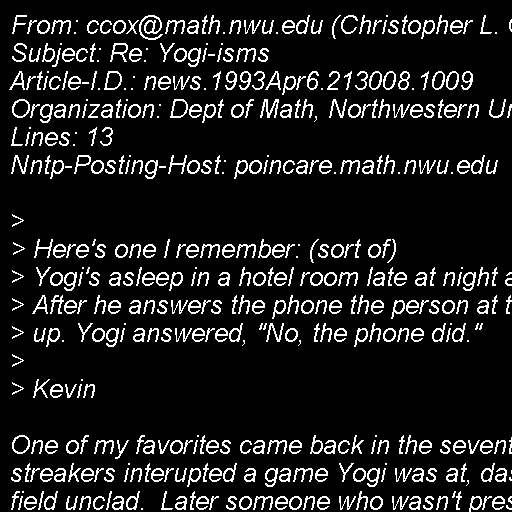 From: ccox@math.nwu.edu (Christopher L.
Subject: Re: Yogi-isms
Article-I.D.: news.1993Apr6.213008.1009
Organization: Dept of Math, Northwestern
Lines: 13
Nntp-Posting-Host: poincare.math.nwu.edu
>
> Here's one I remember: (sort of)
> Yogi's asleep in a hotel room late at night
> After he answers the phone the person at
> up. Yogi answered, "No, the phone did."
>
> Kevin
One of my favorites came back in the
streakers interupted a game Yogi was at,
field unclad.  Later someone who wasn't